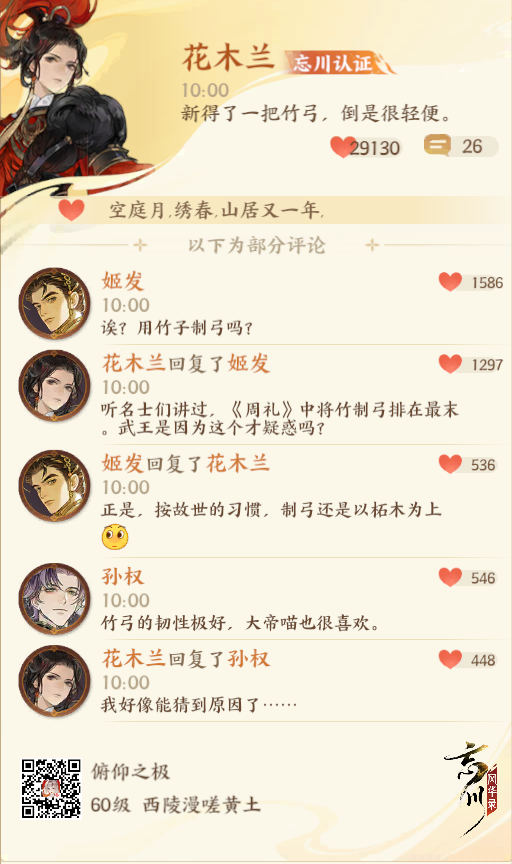 花木兰 忘川认证
10:00
新得了一把竹弓，倒是很轻便。
29130 26
空庭月,绣春,山居又一年,
以下为部分评论
姬发 1586
10:00
诶？用竹子制弓吗？
花木兰回复了姬发 1297
10:00
听名士们讲过，《周礼》中将竹制弓排在最末
。武王是因为这个才疑惑吗？
姬发回复了花木兰 536
10:00
正是，按故世的习惯，制弓还是以柘木为上
孙权 546
10:00
竹弓的韧性极好，大帝喵也很喜欢。
花木兰回复了孙权 448
10:00
我好像能猜到原因了……
俯仰之极
60级 西陵漫嗟黄土
忘川
风华录